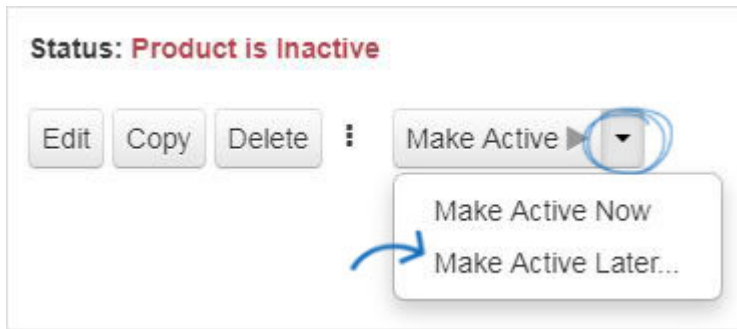 Status: Product is Inactive
Edit Copy Delete Make Active
Make Active Now
Make Active Later...